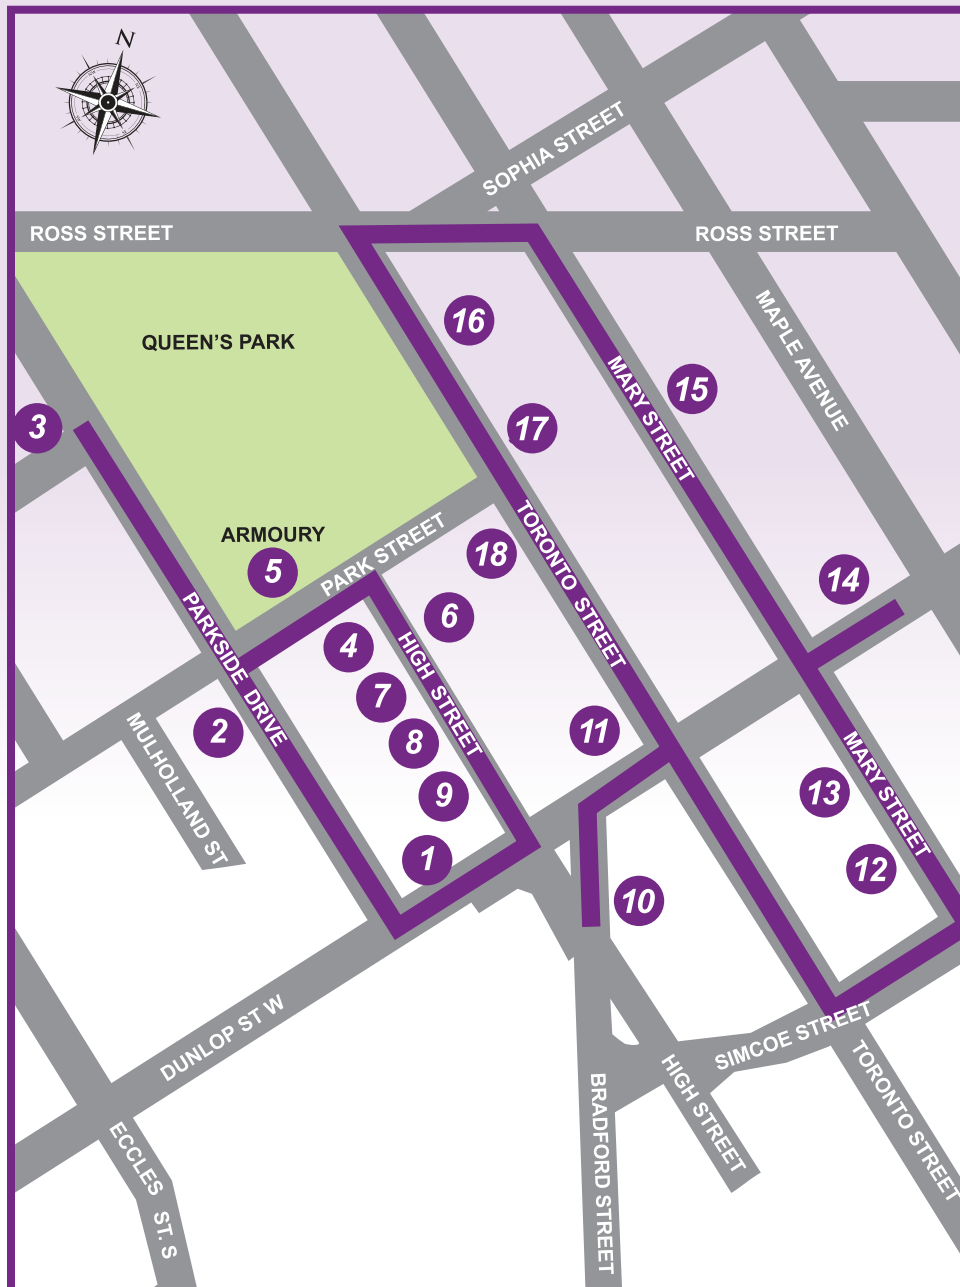 N
SOPHIA STREET
ROSS STREET
ROSS STREET
MAPLE AVENUE
16
QUEEN'S PARK
MARY STREET
15
3
17
ARMOURY
5
PARK STREET
18
TORONTO STREET
14
PARKSIDE DRIVE
4
6
HIGH STREET
7
2
MULHOLLAND ST
8
11
9
13
MARY STREET
1
12
10
DUNLOP ST W
SIMCOE STREET
HIGH STREET
TORONTO STREET
BRADFORD STREET
ECCLES ST. S